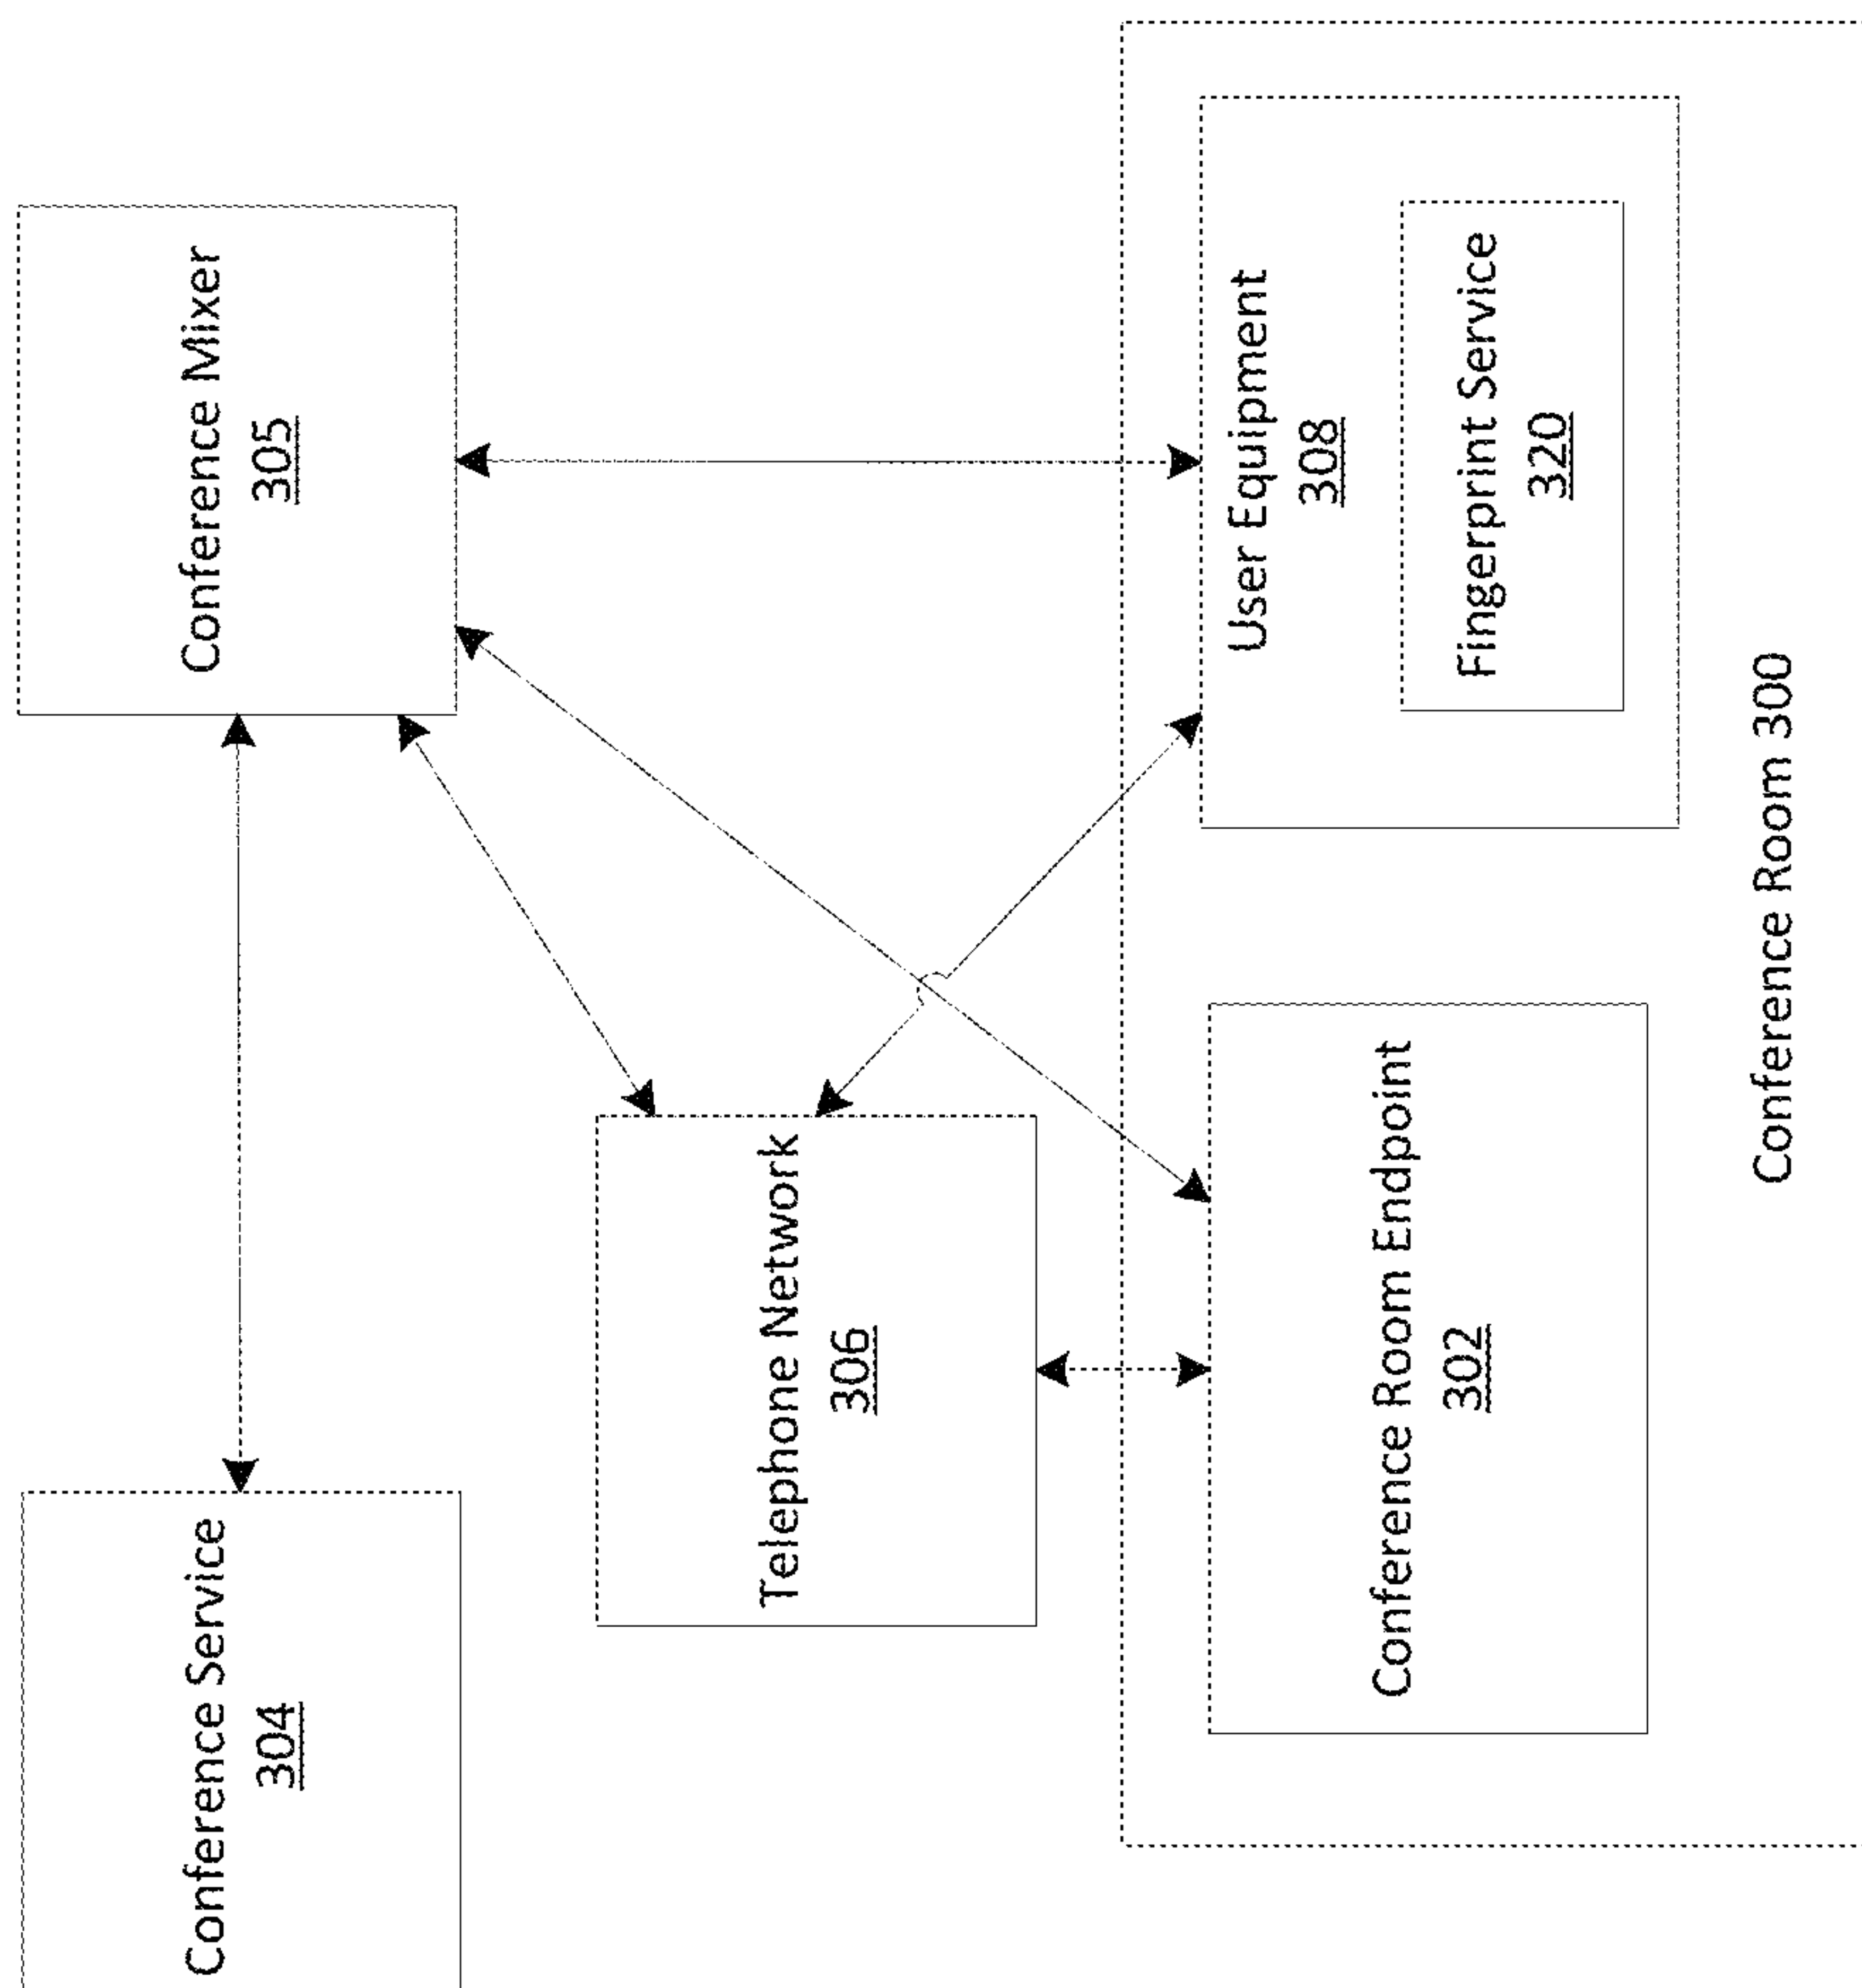 Conference Service
304
Conference Mixer
305
Telephone Network
306
Conference Room Endpoint
302
User Equipment
308
Fingerprint Service
320
Conference Room 300